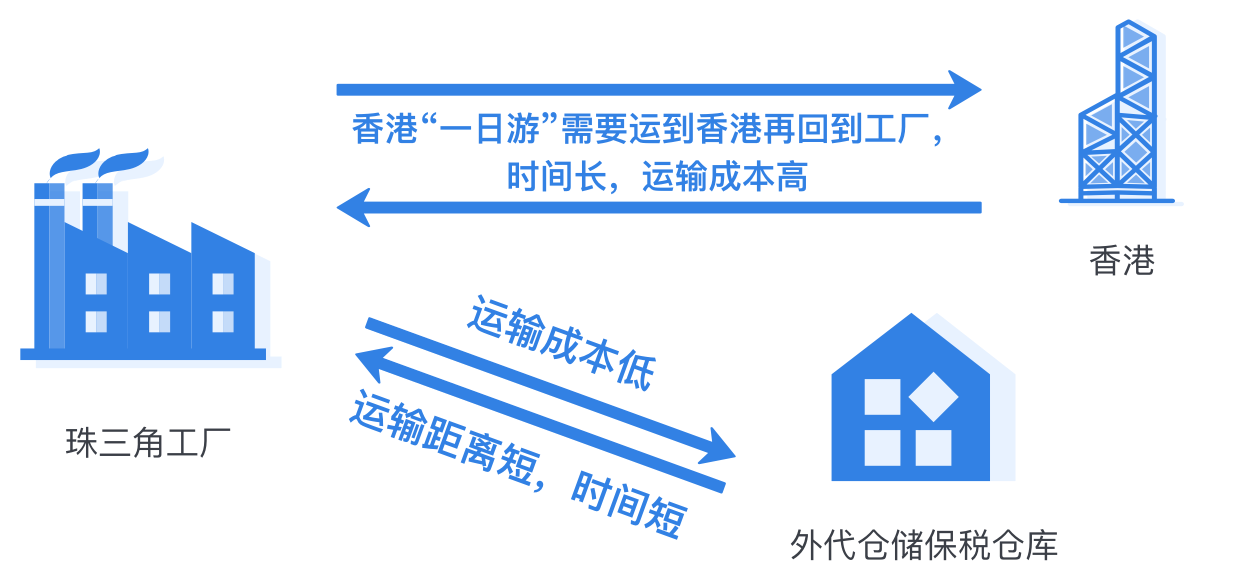 香港“一日游”需要运到香港再回到工厂，
时间长，运输成本高
香港
运输成本低
运输距离短，时间短
珠三角工厂
外代仓储保税仓库